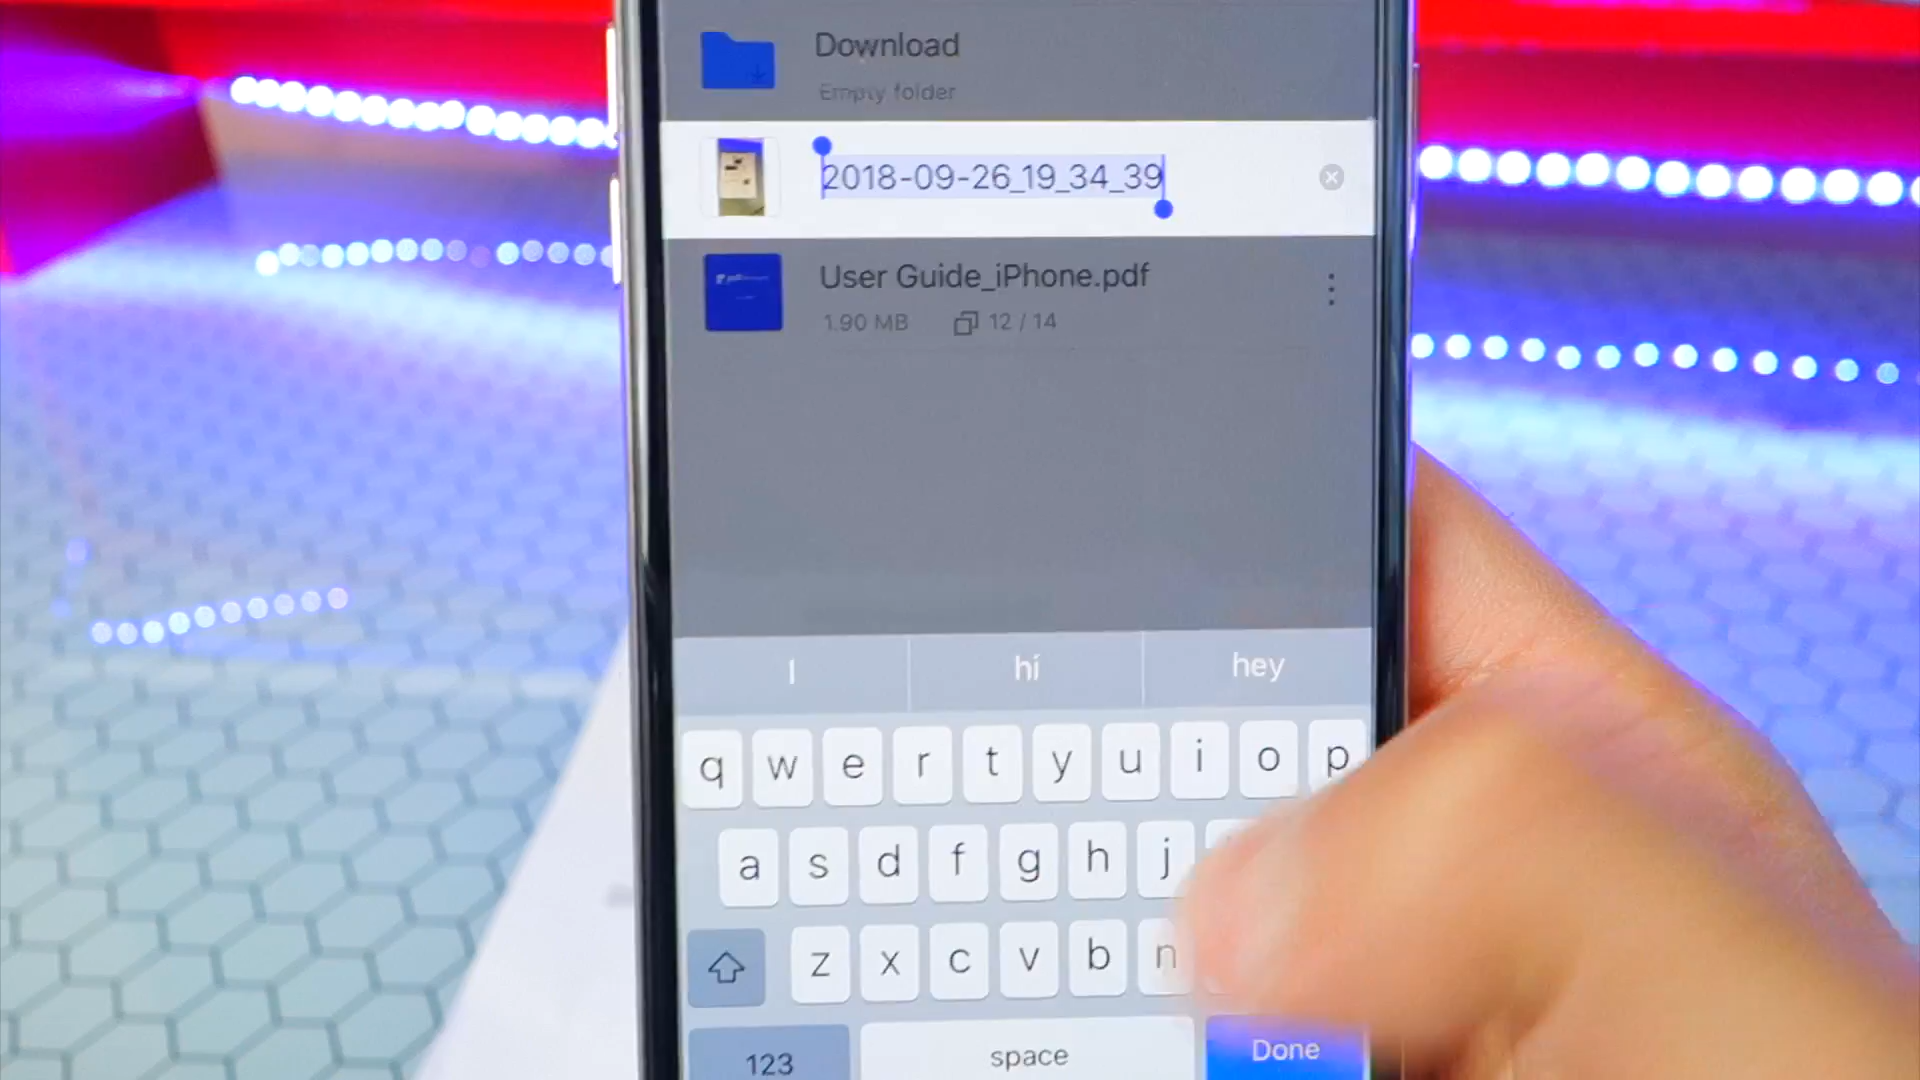 Download
Empty folder
2018-09-26_19_34_39
User Guide_iPhone.pdf
1.90 MB 12 / 14
I hi hey
q w e r t y u i o p
a s d f g h j
z x c v b n
123 space Done